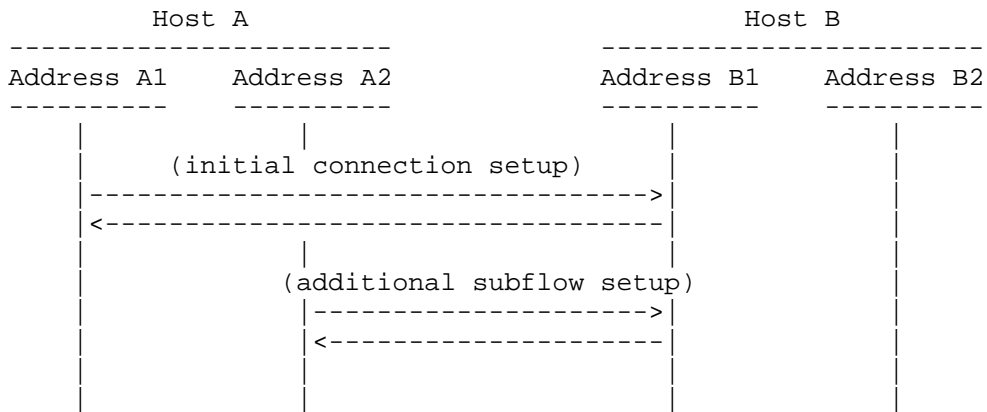 Host A Host B
------------------------ ------------------------
Address A1 Address A2 Address B1 Address B2
---------- ---------- ---------- ----------
| | | |
| (initial connection setup) | |
|----------------------------------->| |
|<-----------------------------------| |
| | | |
| (additional subflow setup) |
| |--------------------->| |
| |<---------------------| |
| | | |
| | | |